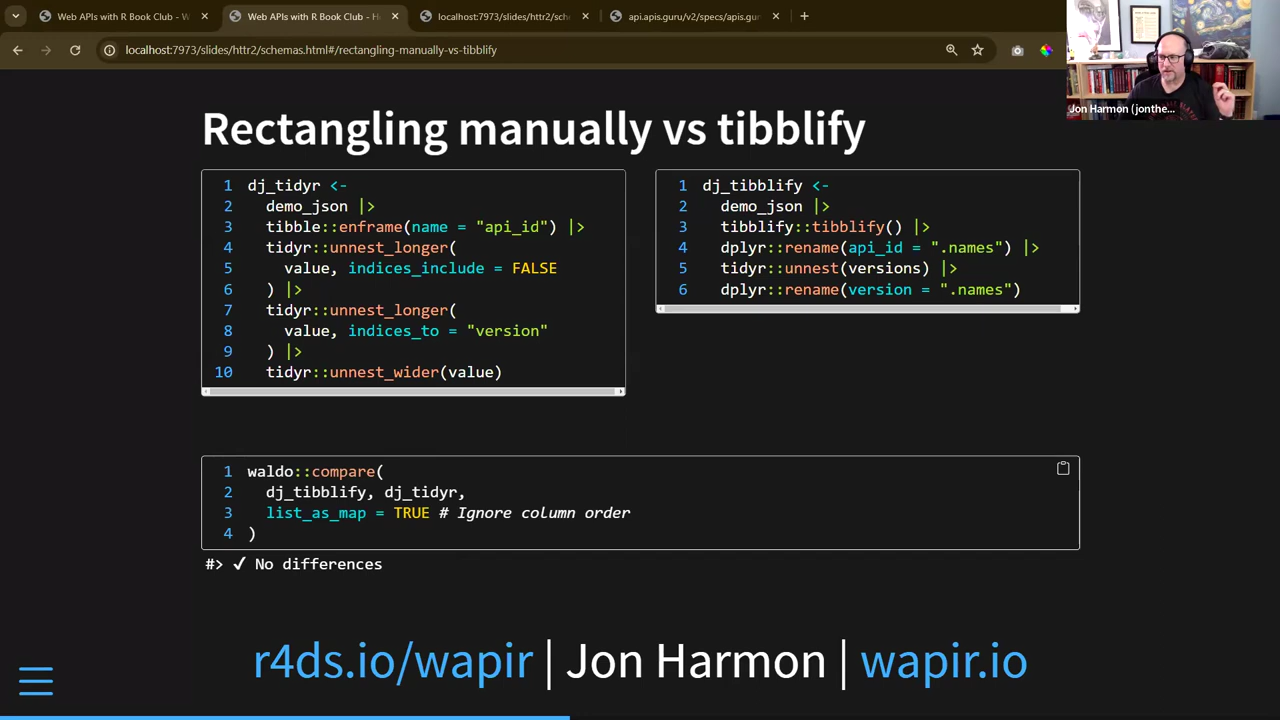 Web APIs with R Book Club - W
Web APIs with R Book Club - H
localhost:7973/slides/httr2/sche
api.apis.guru/v2/specs/apis.gu
localhost:7973/slides/httr2/schemas.html#/rectangling-manually-vs-tibblify
Jon Harmon (jonthe...
Rectangling manually vs tibblify
1 dj_tidyr <-
2 demo_json |>
3 tibble::enframe(name = "api_id") |>
4 tidyr::unnest_longer(
5 value, indices_include = FALSE
6 ) |>
7 tidyr::unnest_longer(
8 value, indices_to = "version"
9 ) |>
10 tidyr::unnest_wider(value)
1 dj_tibblify <-
2 demo_json |>
3 tibblify::tibblify() |>
4 dplyr::rename(api_id = ".names") |>
5 tidyr::unnest(versions) |>
6 dplyr::rename(version = ".names")
1 waldo::compare(
2 dj_tibblify, dj_tidyr,
3 list_as_map = TRUE # Ignore column order
4 )
#> ✔ No differences
r4ds.io/wapir | Jon Harmon | wapir.io